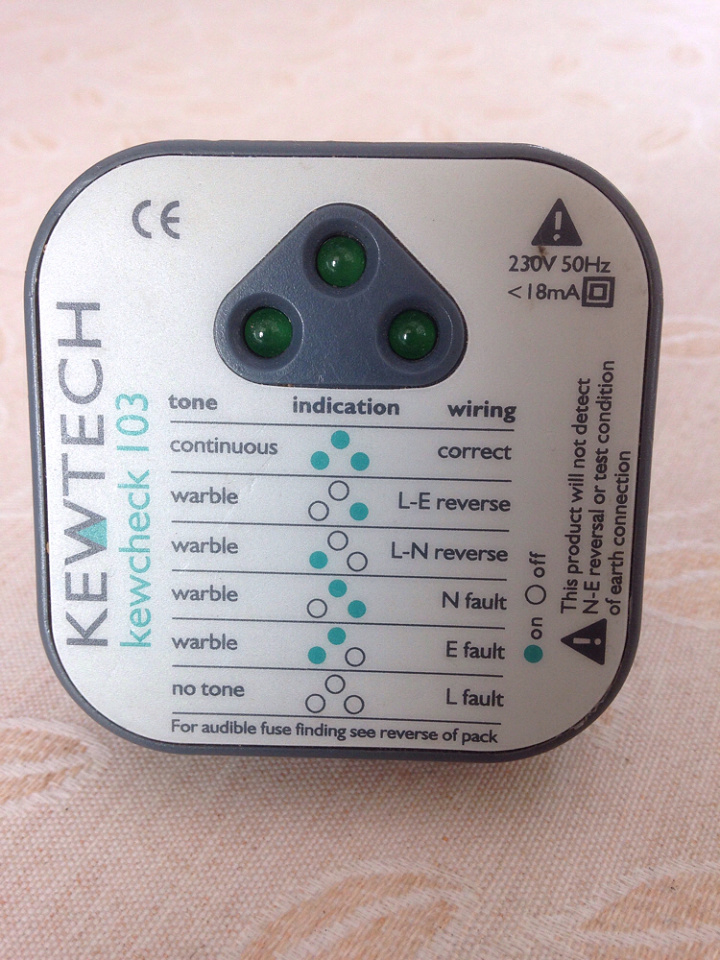 CE
230V 50Hz
<18mA
KEWTECH
kewcheck 103
tone indication wiring
continuous correct
warble L-E reverse
warble L-N reverse
warble N fault
warble E fault
no tone L fault
For audible fuse finding see reverse of pack
on off
This product will not detect
N-E reversal or test condition
of earth connection